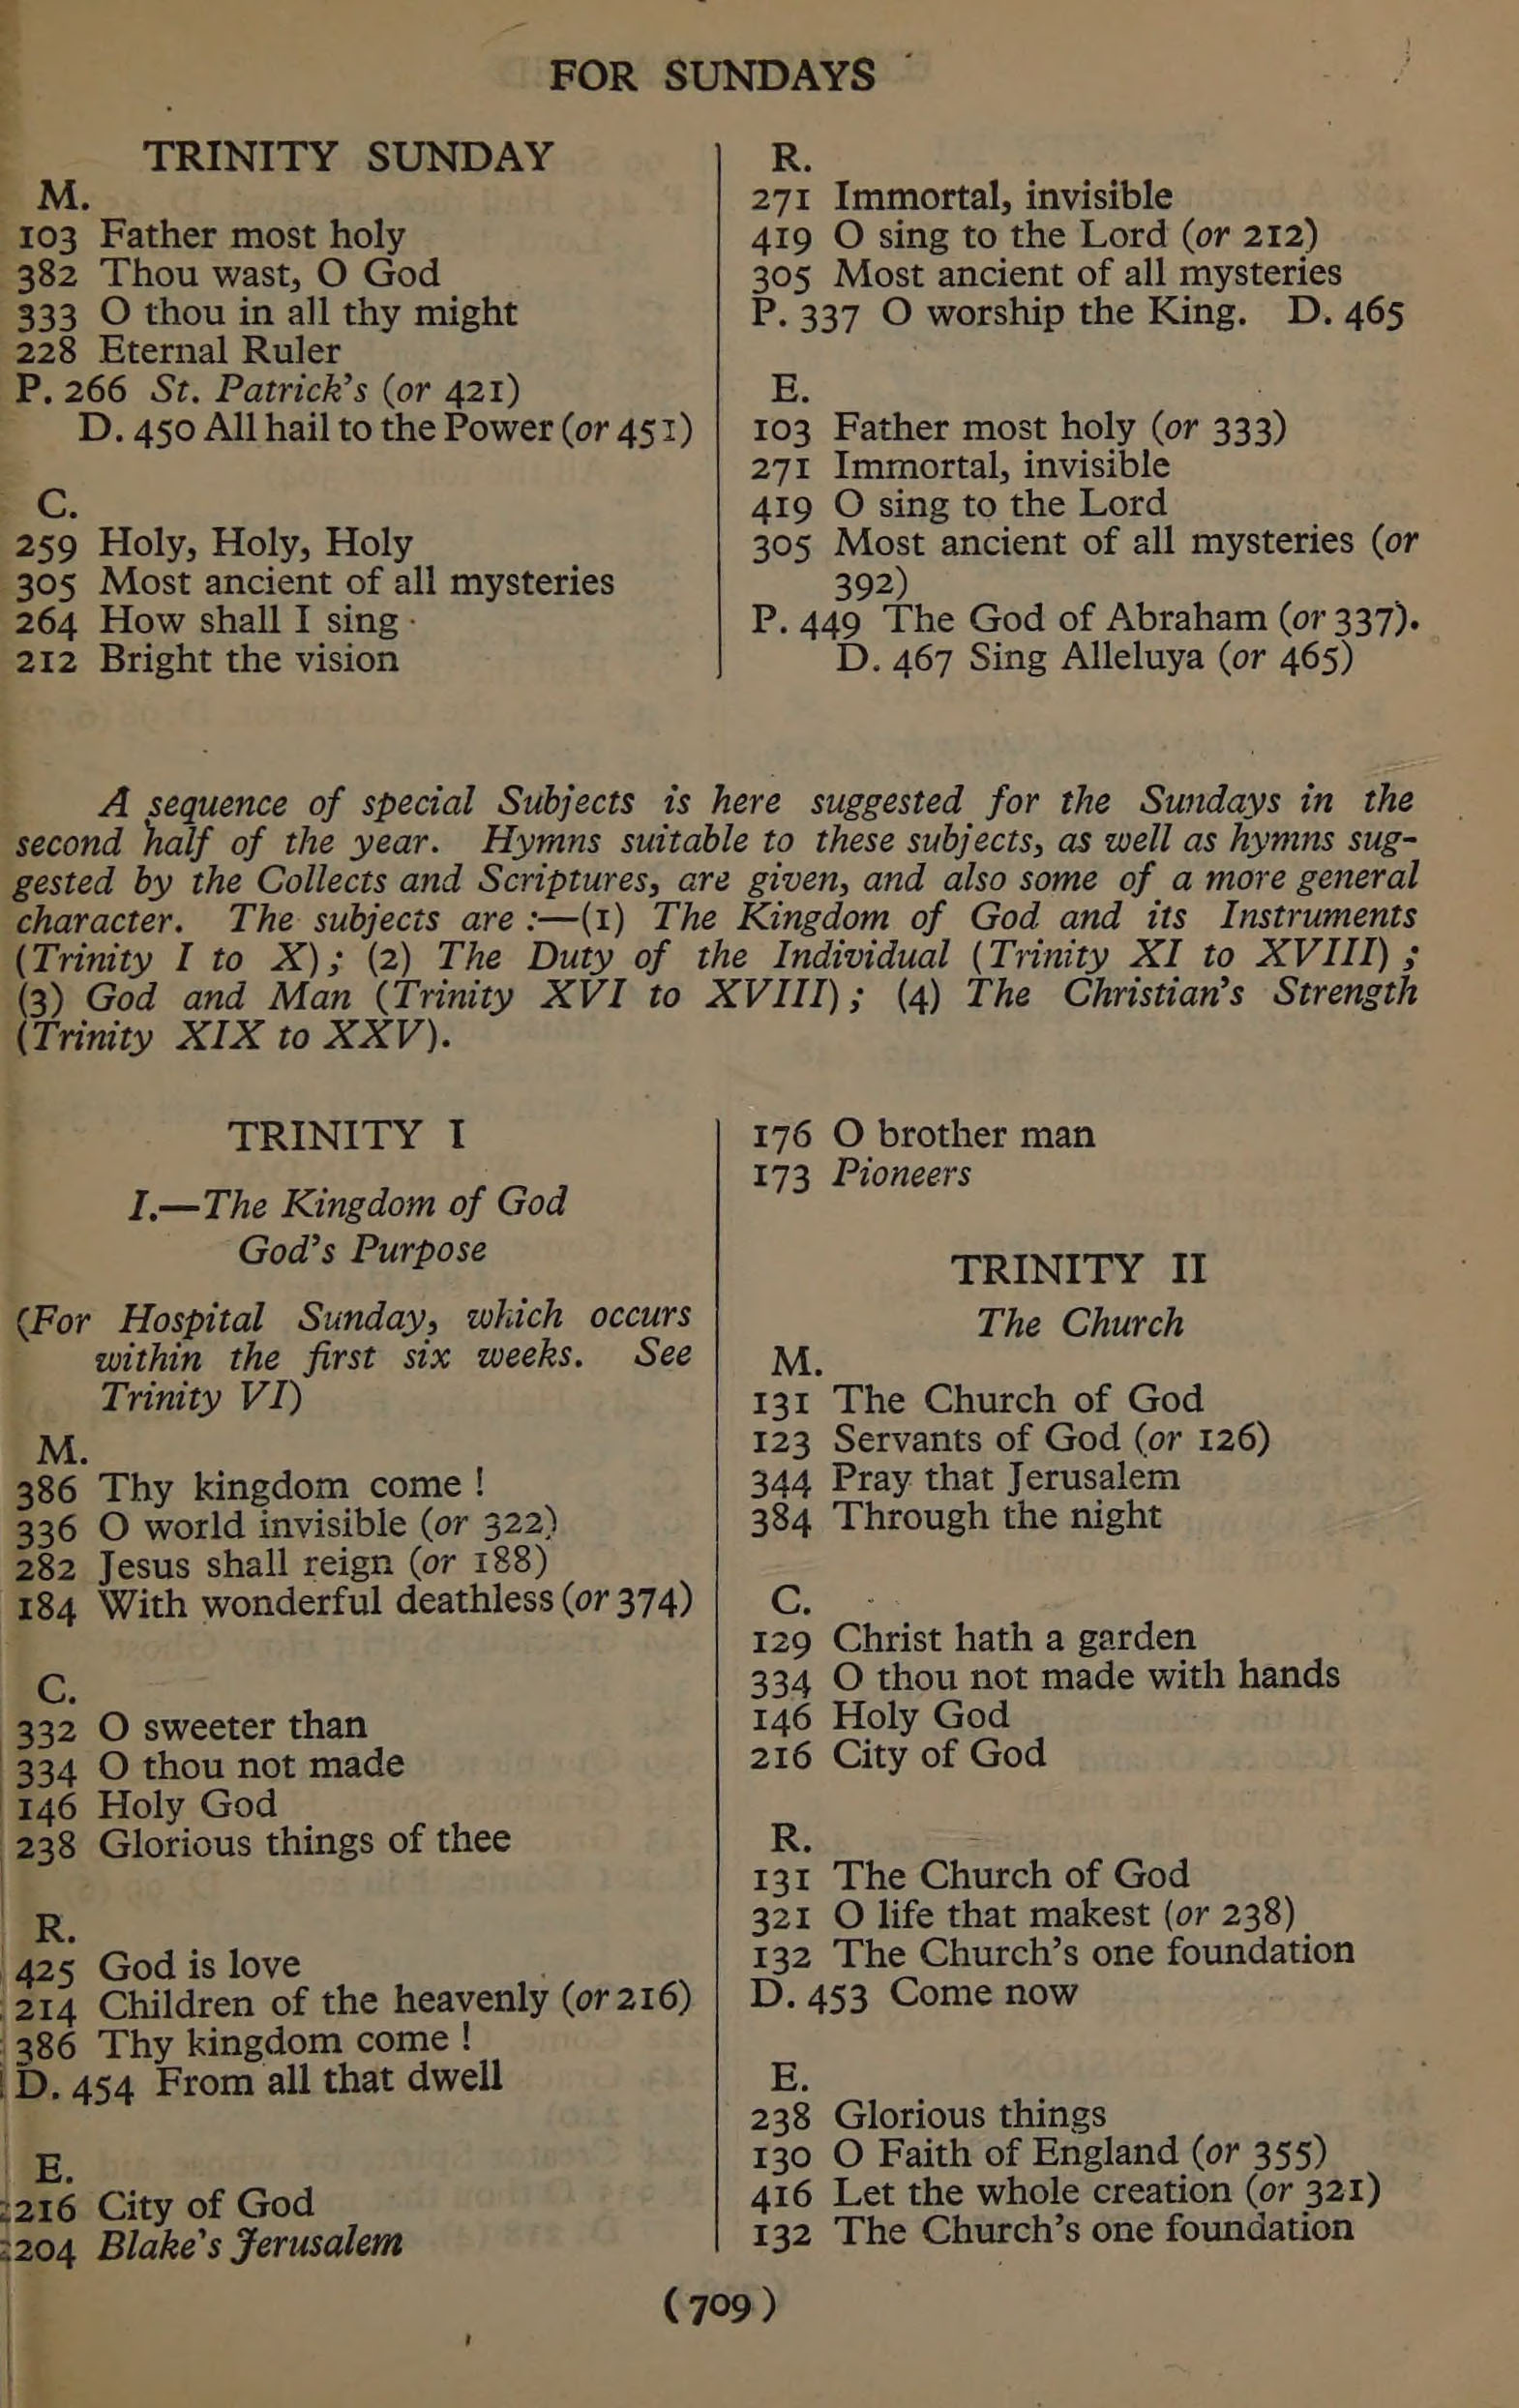 FOR SUNDAYS
TRINITY SUNDAY
M.
103 Father most holy
382 Thou wast, O God
333 O thou in all thy might
228 Eternal Ruler
P. 266 St. Patrick's (or 421)
D. 450 All hail to the Power (or 451)
C.
259 Holy, Holy, Holy
305 Most ancient of all mysteries
264 How shall I sing
212 Bright the vision
R.
271 Immortal, invisible
419 O sing to the Lord (or 212)
305 Most ancient of all mysteries
P. 337 O worship the King. D. 465
E.
103 Father most holy (or 333)
271 Immortal, invisible
419 O sing to the Lord
305 Most ancient of all mysteries (or
392)
P. 449 The God of Abraham (or 337).
D. 467 Sing Alleluya (or 465)
A sequence of special Subjects is here suggested for the Sundays in the
second half of the year. Hymns suitable to these subjects, as well as hymns sug-
gested by the Collects and Scriptures, are given, and also some of a more general
character. The subjects are :—(1) The Kingdom of God and its Instruments
(Trinity I to X) ; (2) The Duty of the Individual (Trinity XI to XVIII) ;
(3) God and Man (Trinity XVI to XVIII) ; (4) The Christian's Strength
(Trinity XIX to XXV).
TRINITY I
I.—The Kingdom of God
God's Purpose
(For Hospital Sunday, which occurs
within the first six weeks. See
Trinity VI)
M.
386 Thy kingdom come !
336 O world invisible (or 322)
282 Jesus shall reign (or 188)
184 With wonderful deathless (or 374)
C.
332 O sweeter than
334 O thou not made
146 Holy God
238 Glorious things of thee
R.
425 God is love
214 Children of the heavenly (or 216)
386 Thy kingdom come !
D. 454 From all that dwell
E.
216 City of God
204 Blake's Jerusalem
176 O brother man
173 Pioneers
TRINITY II
The Church
M.
131 The Church of God
123 Servants of God (or 126)
344 Pray that Jerusalem
384 Through the night
C.
129 Christ hath a garden
334 O thou not made with hands
146 Holy God
216 City of God
R.
131 The Church of God
321 O life that makest (or 238)
132 The Church's one foundation
D. 453 Come now
E.
238 Glorious things
130 O Faith of England (or 355)
416 Let the whole creation (or 321)
132 The Church's one foundation
(709)